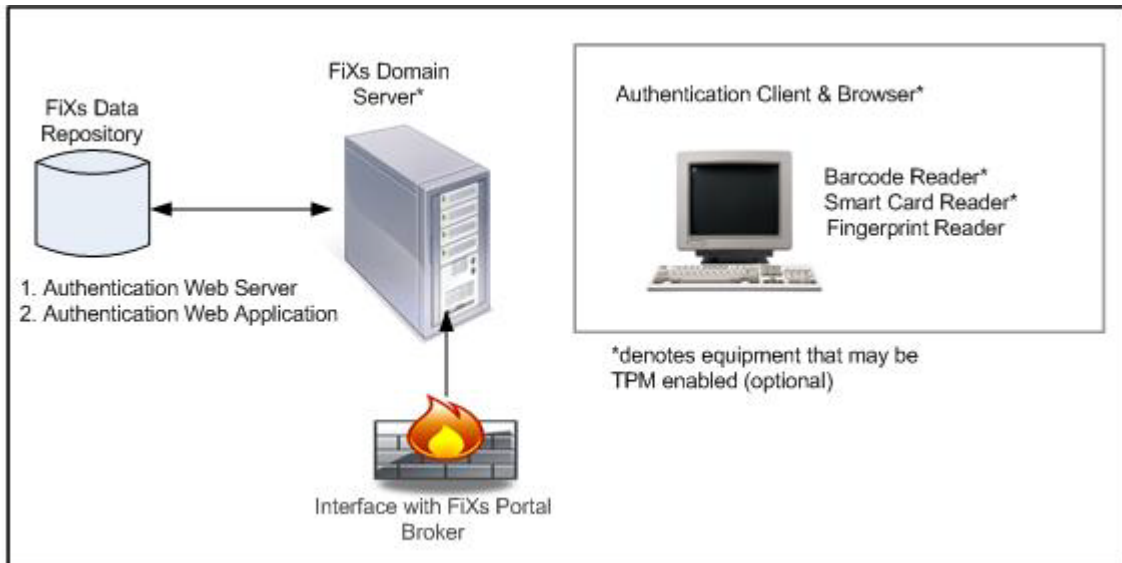 FiXs Data
Repository
FiXs Domain
Server*
1. Authentication Web Server
2. Authentication Web Application
Interface with FiXs Portal
Broker
Authentication Client & Browser*
Barcode Reader*
Smart Card Reader*
Fingerprint Reader
*denotes equipment that may be
TPM enabled (optional)